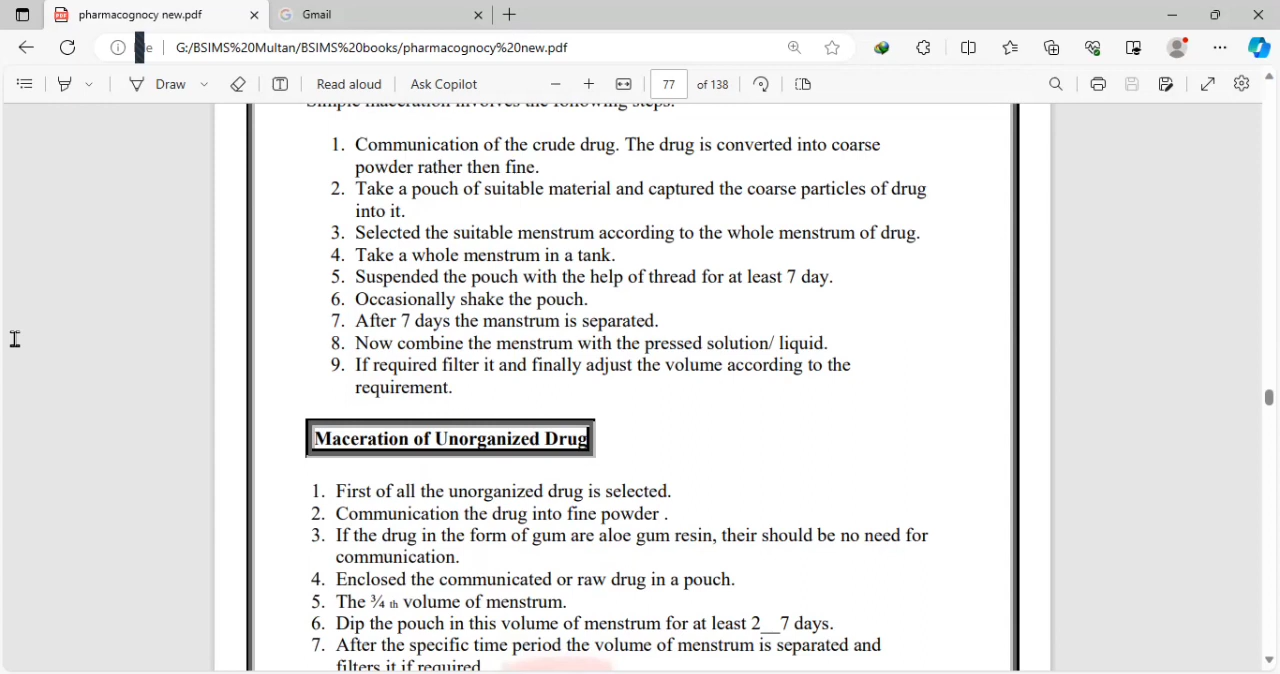 pharmacognocy new.pdf
Gmail
G:/BSIMS%20Multan/BSIMS%20books/pharmacognocy%20new.pdf
Draw
Read aloud
Ask Copilot
77
of 138
Simple maceration involves the following steps.
1. Communication of the crude drug. The drug is converted into coarse
powder rather then fine.
2. Take a pouch of suitable material and captured the coarse particles of drug
into it.
3. Selected the suitable menstrum according to the whole menstrum of drug.
4. Take a whole menstrum in a tank.
5. Suspended the pouch with the help of thread for at least 7 day.
6. Occasionally shake the pouch.
7. After 7 days the manstrum is separated.
8. Now combine the menstrum with the pressed solution/ liquid.
9. If required filter it and finally adjust the volume according to the
requirement.
Maceration of Unorganized Drug
1. First of all the unorganized drug is selected.
2. Communication the drug into fine powder .
3. If the drug in the form of gum are aloe gum resin, their should be no need for
communication.
4. Enclosed the communicated or raw drug in a pouch.
5. The ¾ th volume of menstrum.
6. Dip the pouch in this volume of menstrum for at least 2__7 days.
7. After the specific time period the volume of menstrum is separated and
filters it if required